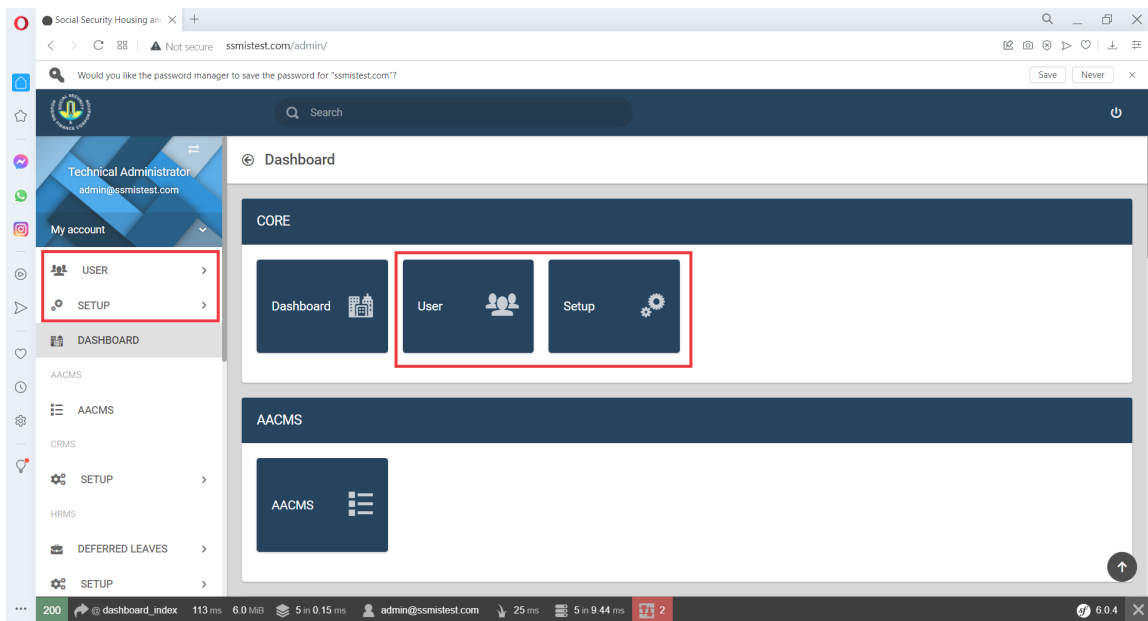 Social Security Housing an
Not secure ssmistest.com/admin/
Would you like the password manager to save the password for "ssmistest.com"?
Save
Never
Search
Technical Administrator
admin@ssmistest.com
My account
USER
SETUP
DASHBOARD
AACMS
AACMS
CRMS
SETUP
HRMS
DEFERRED LEAVES
SETUP
Dashboard
CORE
Dashboard
User
Setup
AACMS
AACMS
200 @ dashboard_index 113 ms 6.0 MiB 5 in 0.15 ms admin@ssmistest.com 25 ms 5 in 9.44 ms 2 sf 6.0.4